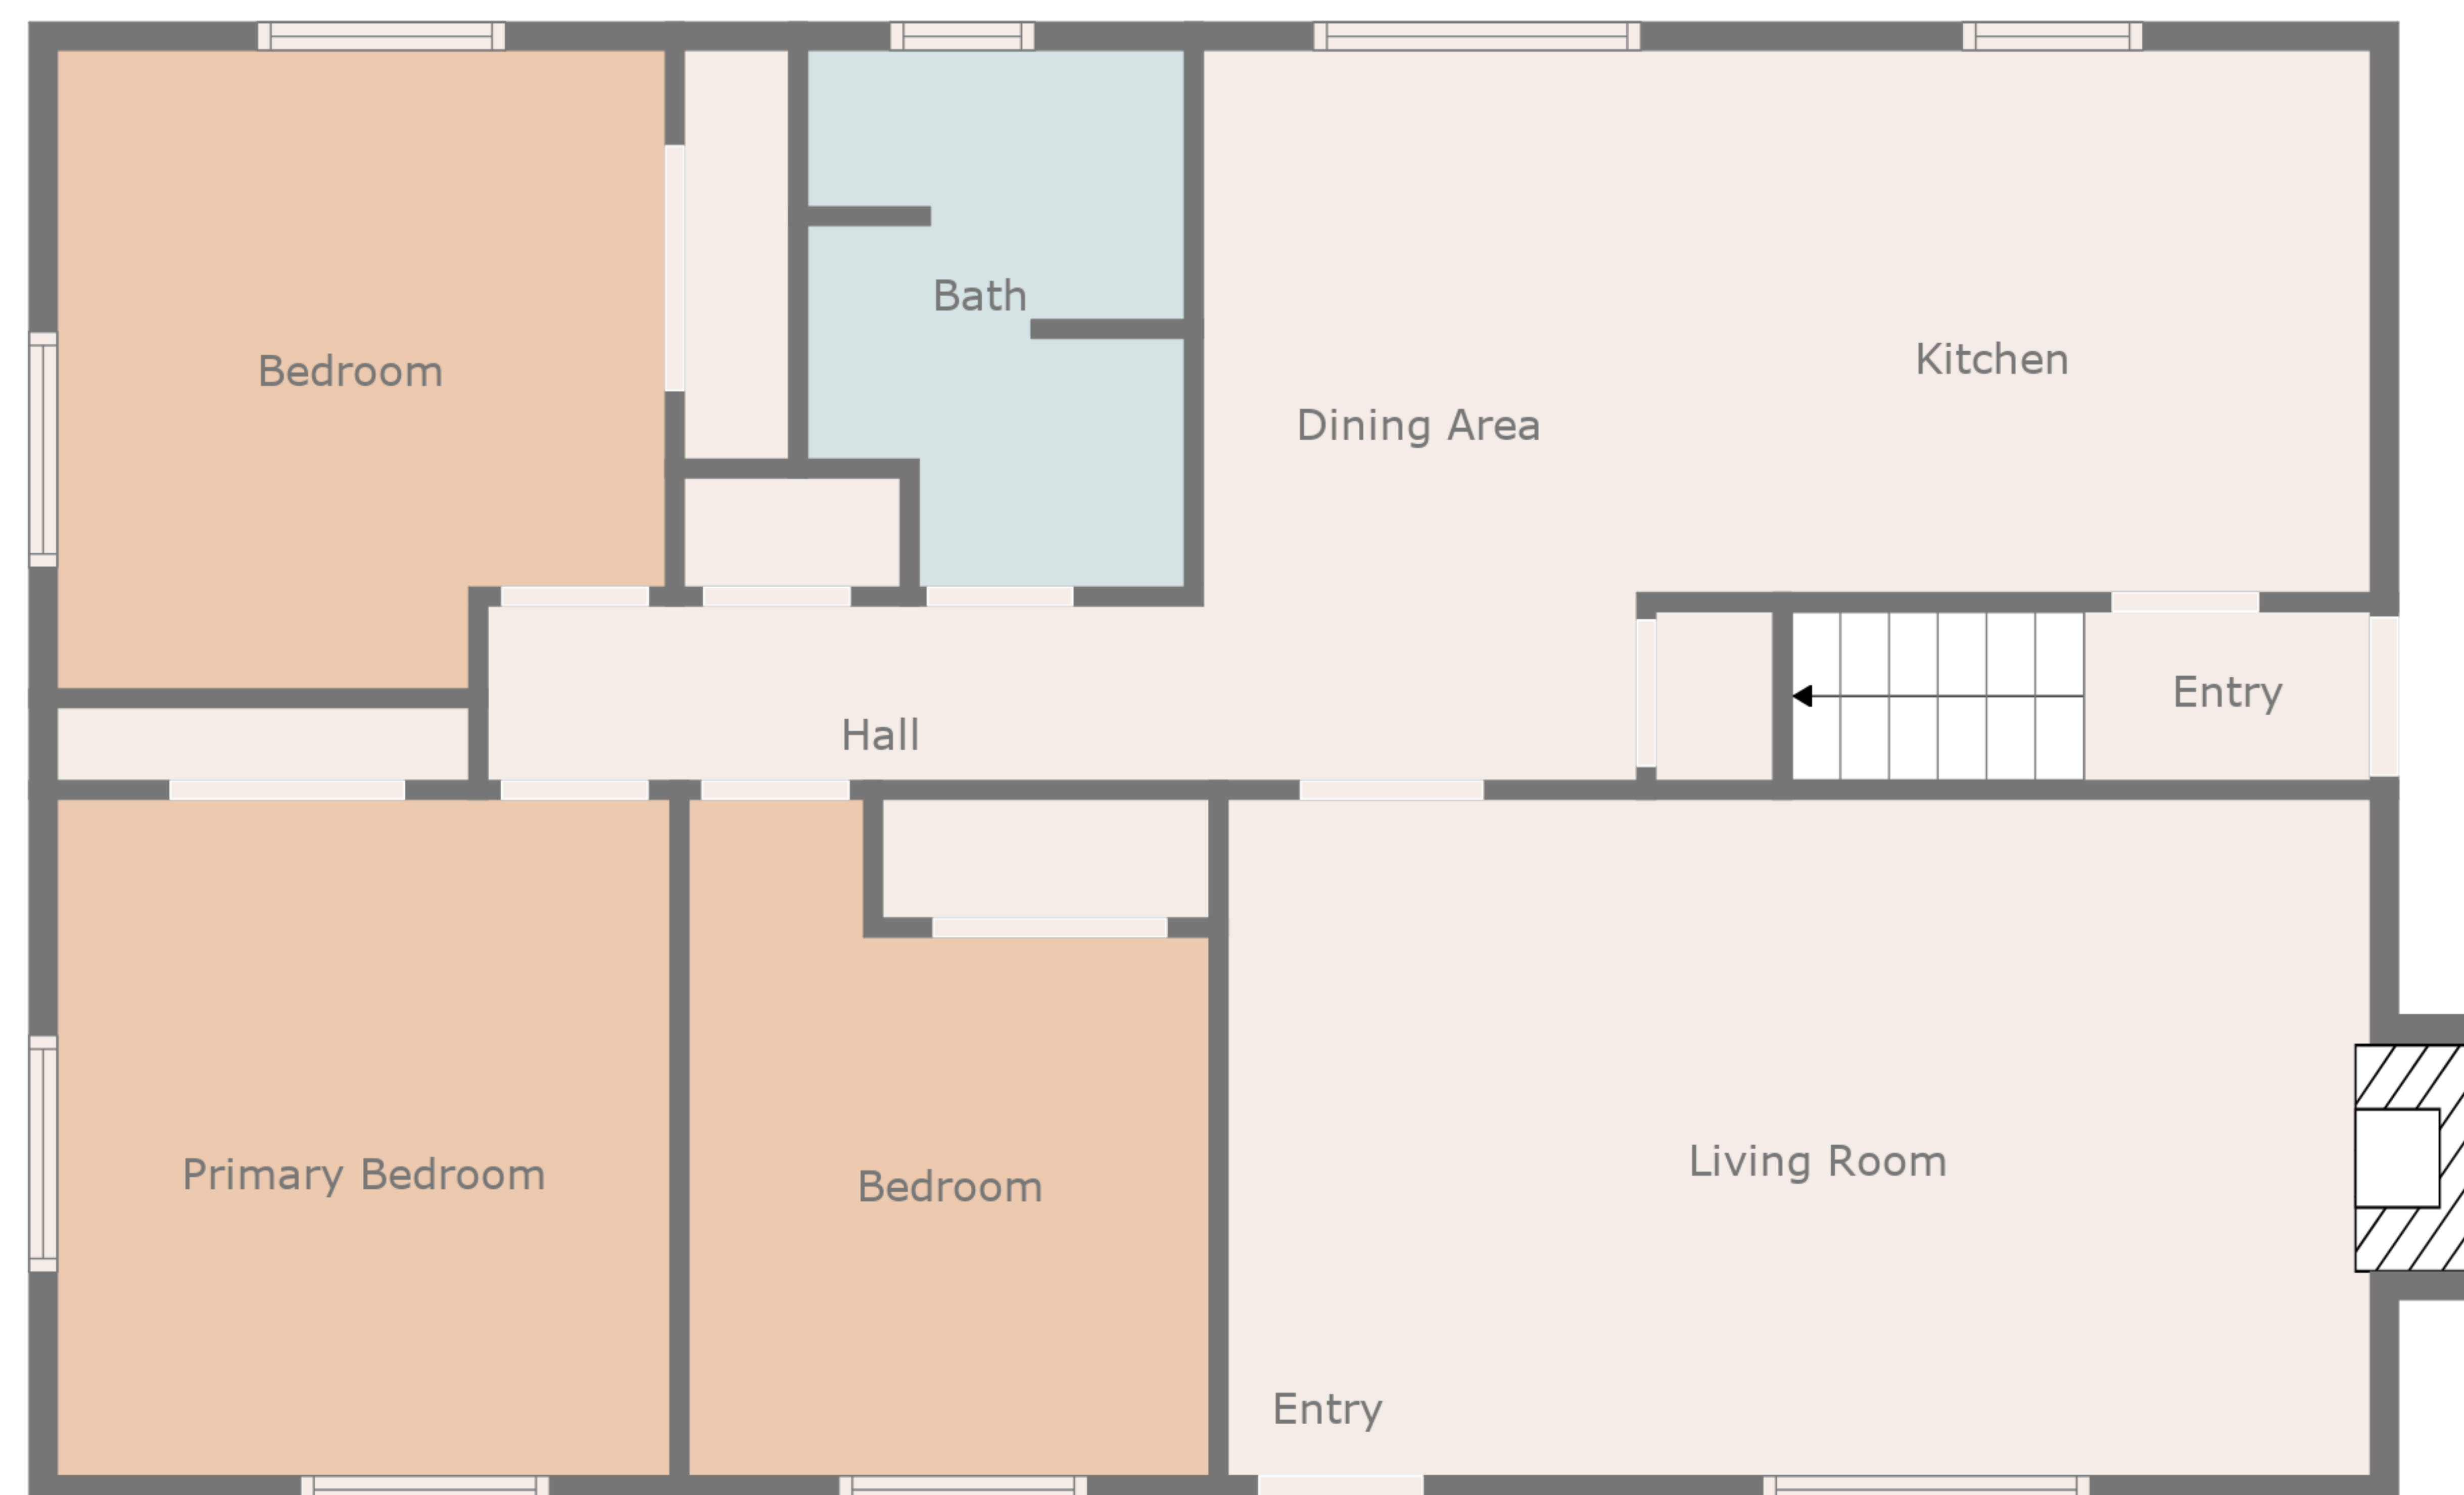 Bath
Kitchen
Bedroom
Dining Area
Entry
Hall
Living Room
Primary Bedroom
Bedroom
Entry